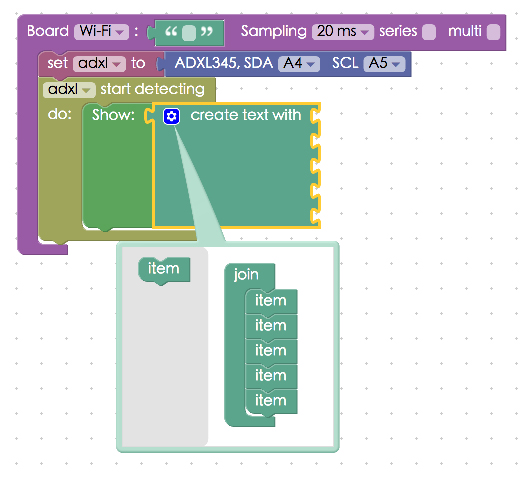 Board Wi-Fi : “ ” Sampling 20 ms series multi
set adxl to ADXL345, SDA A4 SCL A5
adxl start detecting
do: Show: create text with
item
join
item
item
item
item
item